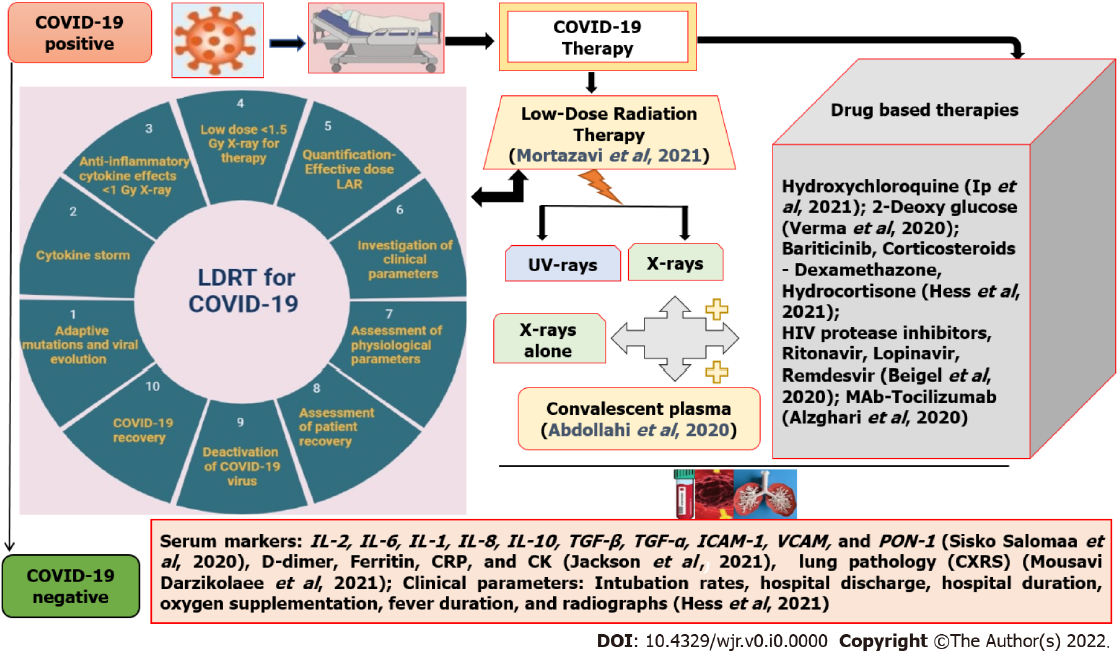 COVID-19
positive
COVID-19
Therapy
Low-Dose Radiation
Therapy
(Mortazavi et al, 2021)
UV-rays
X-rays
X-rays
alone
Convalescent plasma
(Abdollahi et al, 2020)
Drug based therapies
Hydroxychloroquine (Ip et
al, 2021); 2-Deoxy glucose
(Verma et al, 2020);
Bariticinib, Corticosteroids
- Dexamethazone,
Hydrocortisone (Hess et al,
2021);
HIV protease inhibitors,
Ritonavir, Lopinavir,
Remdesvir (Beigel et al,
2020); MAb-Tocilizumab
(Alzghari et al, 2020)
LDRT for
COVID-19
1
Adaptive
mutations and viral
evolution
2
Cytokine storm
3
Anti-inflammatory
cytokine effects
<1 Gy X-ray
4
Low dose <1.5
Gy X-ray for
therapy
5
Quantification-
Effective dose
LAR
6
Investigation of
clinical
parameters
7
Assessment of
physiological
parameters
8
Assessment
of patient
recovery
9
Deactivation
of COVID-19
virus
10
COVID-19
recovery
COVID-19
negative
Serum markers: IL-2, IL-6, IL-1, IL-8, IL-10, TGF-β, TGF-α, ICAM-1, VCAM, and PON-1 (Sisko Salomaa et
al, 2020), D-dimer, Ferritin, CRP, and CK (Jackson et al,, 2021), lung pathology (CXRS) (Mousavi
Darzikolaee et al, 2021); Clinical parameters: Intubation rates, hospital discharge, hospital duration,
oxygen supplementation, fever duration, and radiographs (Hess et al, 2021)
DOI: 10.4329/wjr.v0.i0.0000 Copyright ©The Author(s) 2022.